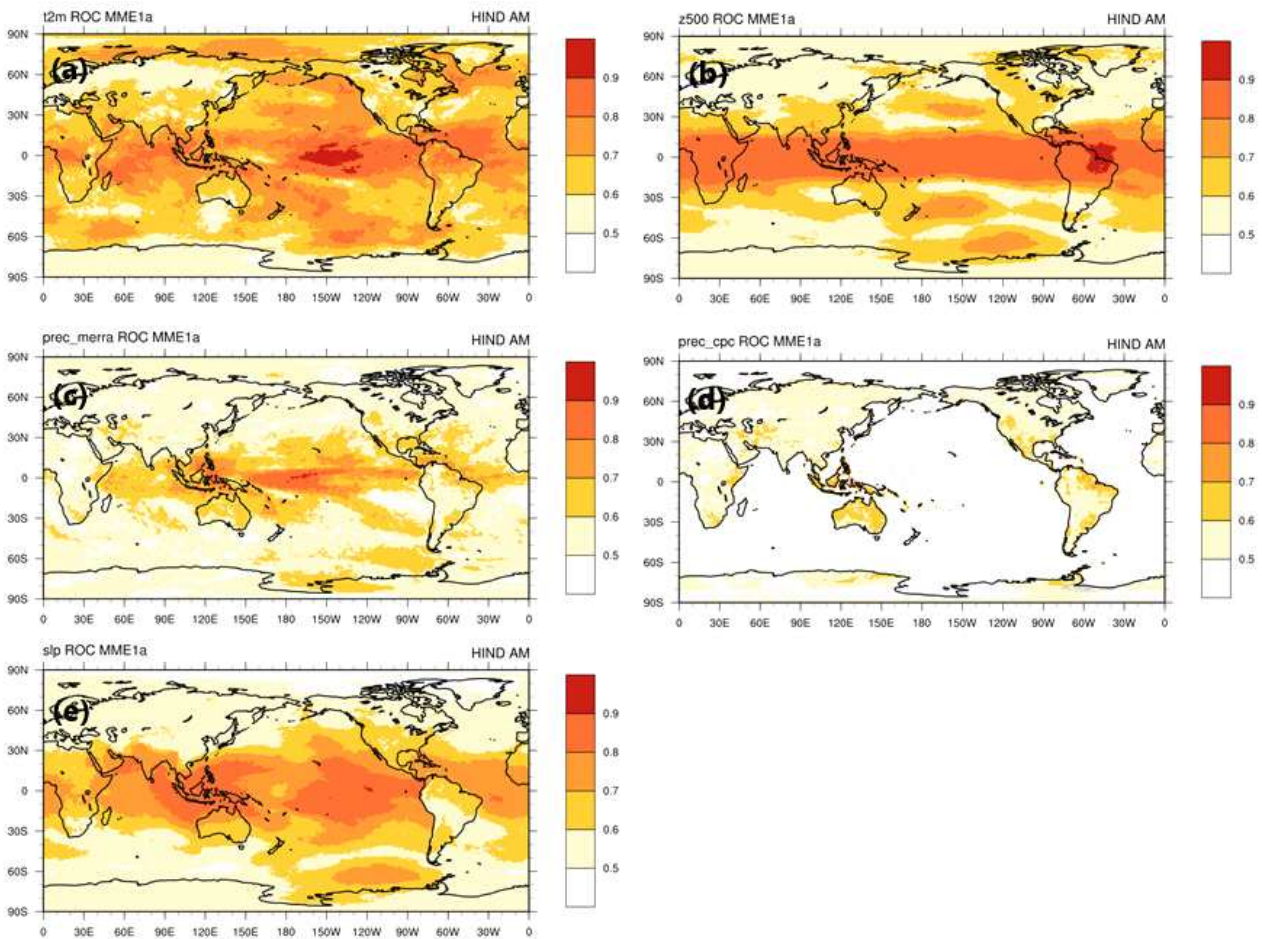 t2m ROC MME1a HIND AM
(a)
90N
60N
30N
0
30S
60S
90S
0 30E 60E 90E 120E 150E 180 150W 120W 90W 60W 30W 0
0.9
0.8
0.7
0.6
0.5
z500 ROC MME1a HIND AM
(b)
90N
60N
30N
0
30S
60S
90S
0 30E 60E 90E 120E 150E 180 150W 120W 90W 60W 30W 0
0.9
0.8
0.7
0.6
0.5
prec_merra ROC MME1a HIND AM
(c)
90N
60N
30N
0
30S
60S
90S
0 30E 60E 90E 120E 150E 180 150W 120W 90W 60W 30W 0
0.9
0.8
0.7
0.6
0.5
prec_cpc ROC MME1a HIND AM
(d)
90N
60N
30N
0
30S
60S
90S
0 30E 60E 90E 120E 150E 180 150W 120W 90W 60W 30W 0
0.9
0.8
0.7
0.6
0.5
slp ROC MME1a HIND AM
(e)
90N
60N
30N
0
30S
60S
90S
0 30E 60E 90E 120E 150E 180 150W 120W 90W 60W 30W 0
0.9
0.8
0.7
0.6
0.5